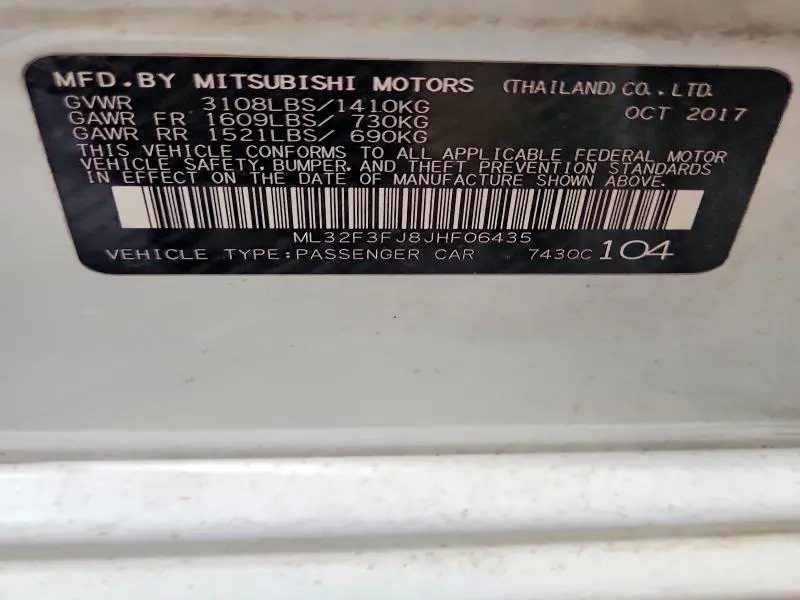 MFD.BY MITSUBISHI MOTORS (THAILAND) CO.,LTD.
GVWR 3108LBS/1410KG OCT 2017
GAWR FR 1609LBS/ 730KG
GAWR RR 1521LBS/ 690KG
THIS VEHICLE CONFORMS TO ALL APPLICABLE FEDERAL MOTOR
VEHICLE SAFETY, BUMPER, AND THEFT PREVENTION STANDARDS
IN EFFECT ON THE DATE OF MANUFACTURE SHOWN ABOVE.
ML32F3FJ8JHF06435
VEHICLE TYPE:PASSENGER CAR 7430C 104